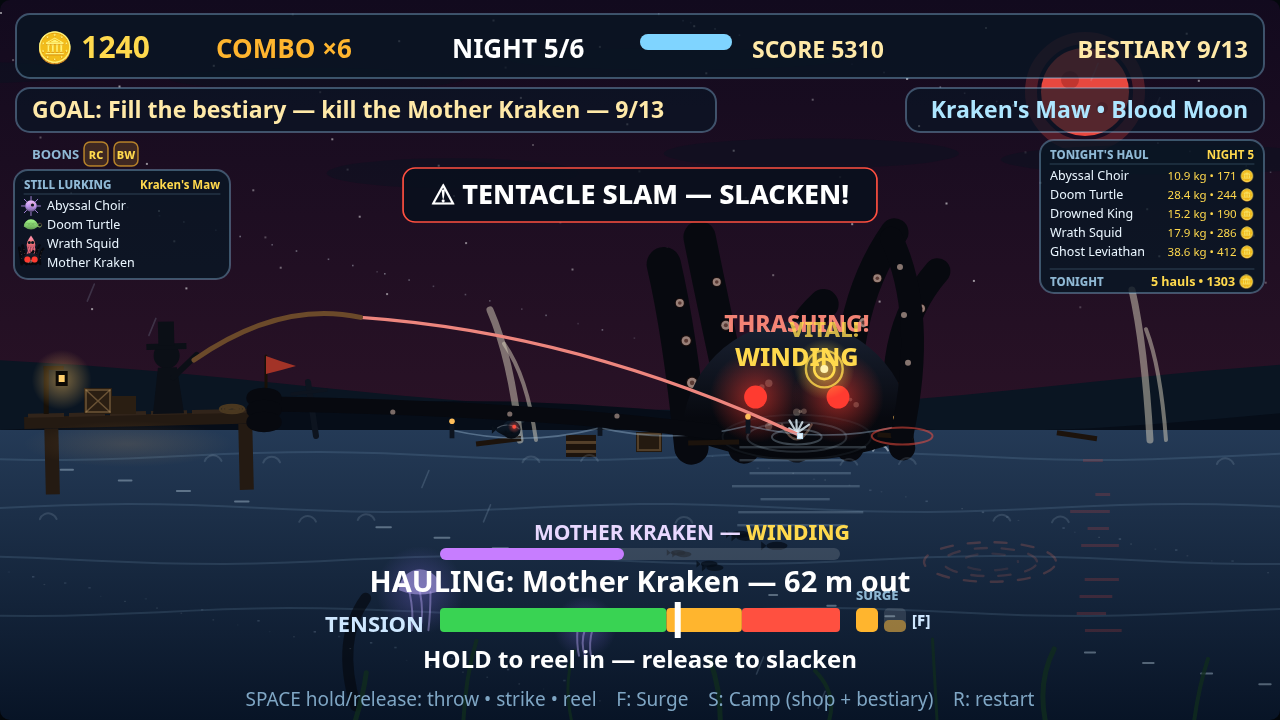 🪙 1240 COMBO ×6 NIGHT 5/6 SCORE 5310 BESTIARY 9/13
GOAL: Fill the bestiary — kill the Mother Kraken — 9/13
Kraken's Maw • Blood Moon
BOONS RC BW
STILL LURKING Kraken's Maw
Abyssal Choir
Doom Turtle
Wrath Squid
Mother Kraken
TONIGHT'S HAUL NIGHT 5
Abyssal Choir 10.9 kg • 171 🪙
Doom Turtle 28.4 kg • 244 🪙
Drowned King 15.2 kg • 190 🪙
Wrath Squid 17.9 kg • 286 🪙
Ghost Leviathan 38.6 kg • 412 🪙
TONIGHT 5 hauls • 1303 🪙
⚠ TENTACLE SLAM — SLACKEN!
THRASHING!
VITAL!
WINDING
MOTHER KRAKEN — WINDING
HAULING: Mother Kraken — 62 m out
SURGE
TENSION [F]
HOLD to reel in — release to slacken
SPACE hold/release: throw • strike • reel F: Surge S: Camp (shop + bestiary) R: restart